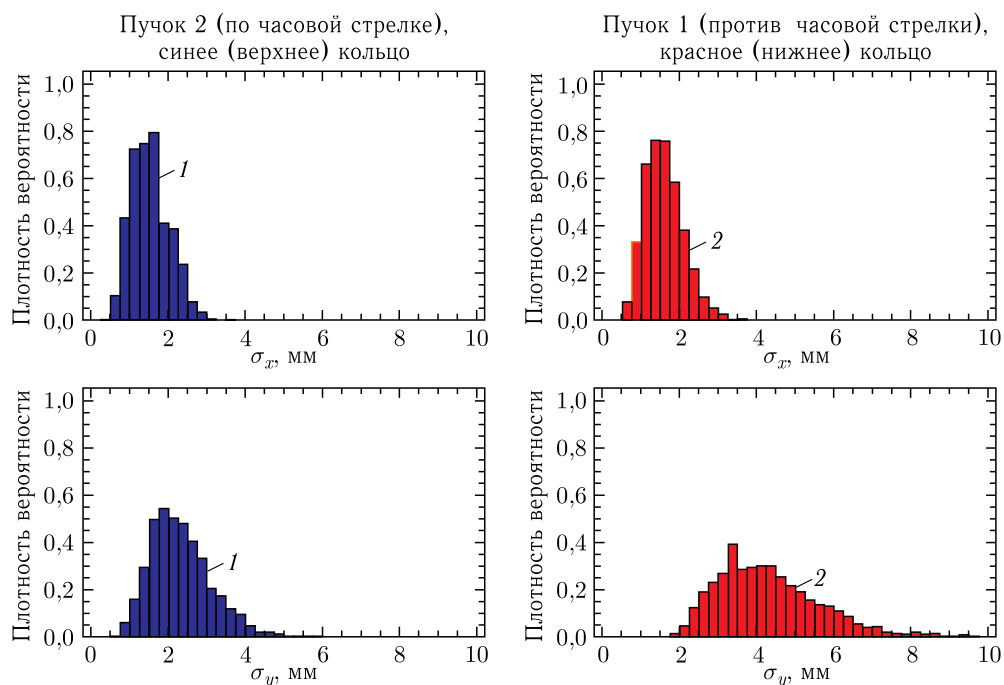 Пучок 2 (по часовой стрелке),
синее (верхнее) кольцо
Плотность вероятности
1,0
0,8
0,6
0,4
0,2
0,0
1
0 2 4 6 8 10
σx, мм
Пучок 1 (против часовой стрелки),
красное (нижнее) кольцо
Плотность вероятности
1,0
0,8
0,6
0,4
0,2
0,0
2
0 2 4 6 8 10
σx, мм
Плотность вероятности
1,0
0,8
0,6
0,4
0,2
0,0
1
0 2 4 6 8 10
σy, мм
Плотность вероятности
1,0
0,8
0,6
0,4
0,2
0,0
2
0 2 4 6 8 10
σy, мм